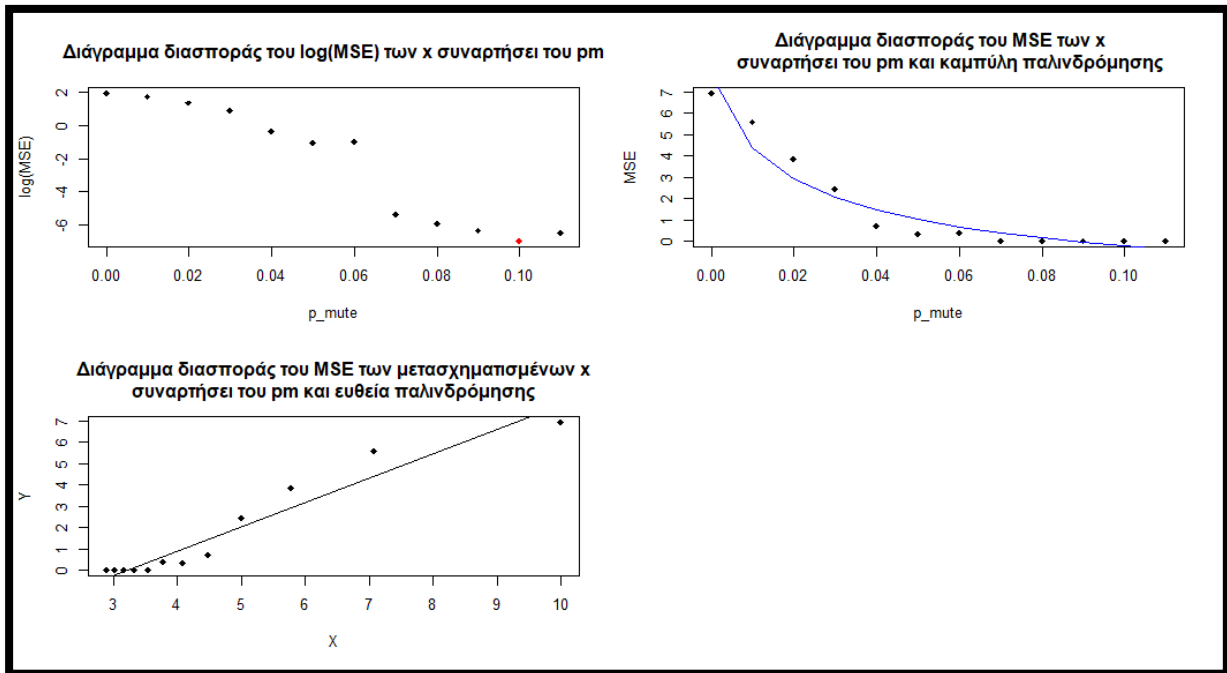 Διάγραμμα διασποράς του log(MSE) των x συναρτήσει του pm
2
0
-2
-4
-6
log(MSE)
0.00 0.02 0.04 0.06 0.08 0.10
p_mute
Διάγραμμα διασποράς του MSE των x
συναρτήσει του pm και καμπύλη παλινδρόμησης
7
6
5
4
3
2
1
0
MSE
0.00 0.02 0.04 0.06 0.08 0.10
p_mute
Διάγραμμα διασποράς του MSE των μετασχηματισμένων x
συναρτήσει του pm και ευθεία παλινδρόμησης
7
6
5
4
3
2
1
0
Y
3 4 5 6 7 8 9 10
X